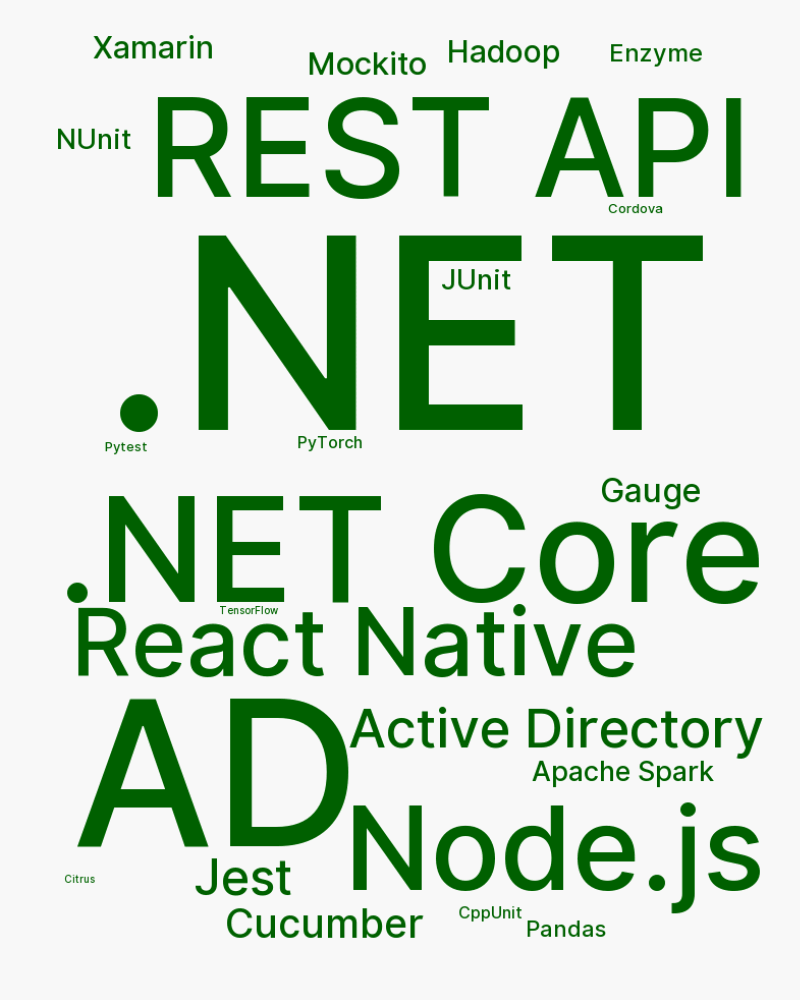 Xamarin
Mockito
Hadoop
Enzyme
NUnit
REST API
Cordova
.NET
JUnit
Pytest
PyTorch
Gauge
.NET Core
TensorFlow
React Native
AD
Active Directory
Apache Spark
Node.js
Citrus
Jest
Cucumber
CppUnit
Pandas